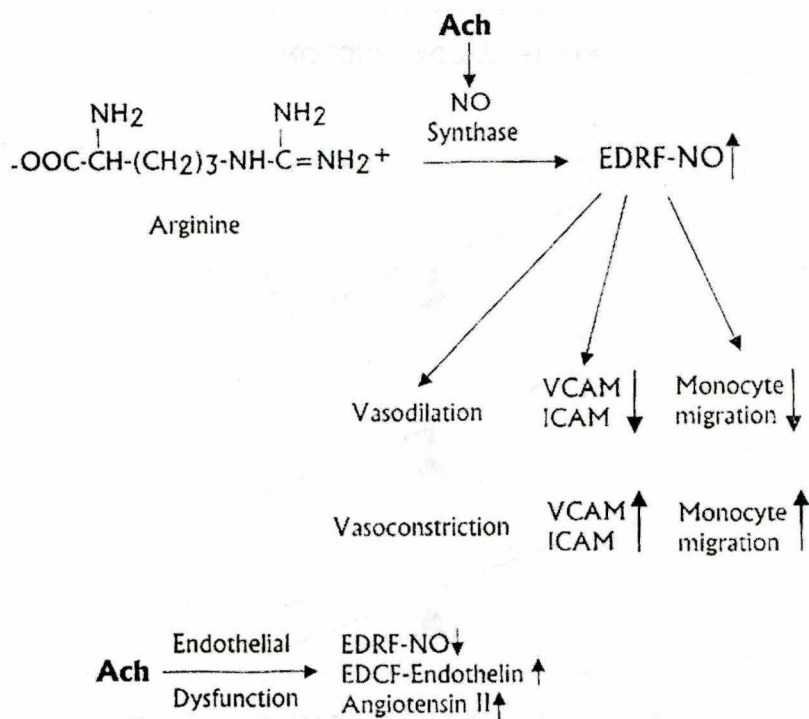 Ach
NO
Synthase
NH2 NH2
-OOC-CH-(CH2)3-NH-C=NH2+
EDRF-NO
Arginine
Vasodilation
VCAM
ICAM
Monocyte
migration
Vasoconstriction
VCAM
ICAM
Monocyte
migration
Ach
Endothelial
Dysfunction
EDRF-NO
EDCF-Endothelin
Angiotensin II